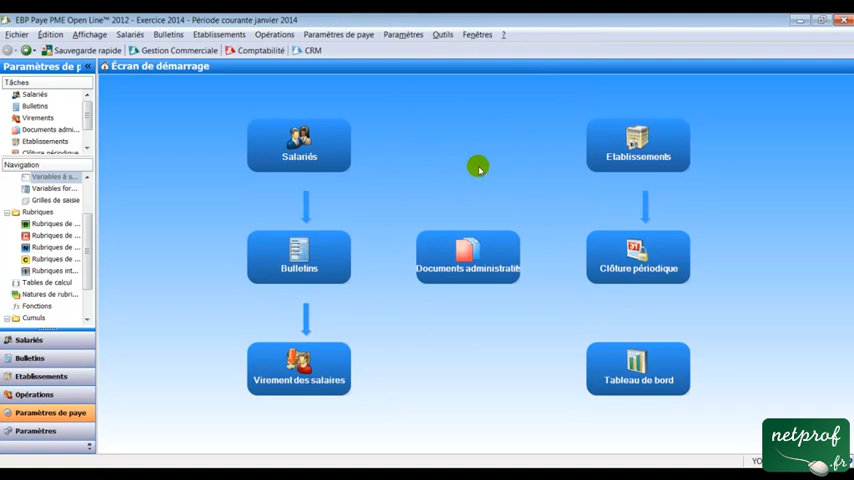 EBP Paye PME Open Line™ 2012 - Exercice 2014 - Période courante janvier 2014
Fichier Édition Affichage Salariés Bulletins Etablissements Opérations Paramètres de paye Paramètres Outils Fenêtres ?
Sauvegarde rapide Gestion Commerciale Comptabilité CRM
Paramètres de p «
Écran de démarrage
Tâches
Salariés
Bulletins
Virements
Documents admi...
Etablissements
Clôture périodique
Navigation
Variables à s...
Variables for...
Grilles de saisie
Rubriques
Rubriques de ...
Rubriques de ...
Rubriques de ...
Rubriques de ...
Rubriques int...
Tables de calcul
Natures de rubri...
Fonctions
Cumuls
Salariés
Bulletins
Etablissements
Opérations
Paramètres de paye
Paramètres
Salariés
Etablissements
Bulletins
Documents administratifs
Clôture périodique
Virement des salaires
Tableau de bord
netprof
.fr